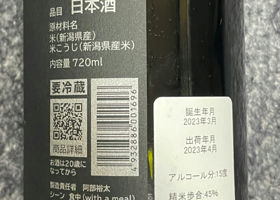 品目 日本酒
原材料名
米(新潟県産)
米こうじ(新潟県産米)
内容量 720ml
要冷蔵
商品詳細
お酒は20歳に
なってから
4932886001696
製造責任者 阿部裕太
シーン 食中(with a meal)
誕生年月
2023年3月
出荷年月
2023年4月
アルコール分:15度
精米歩合:45%